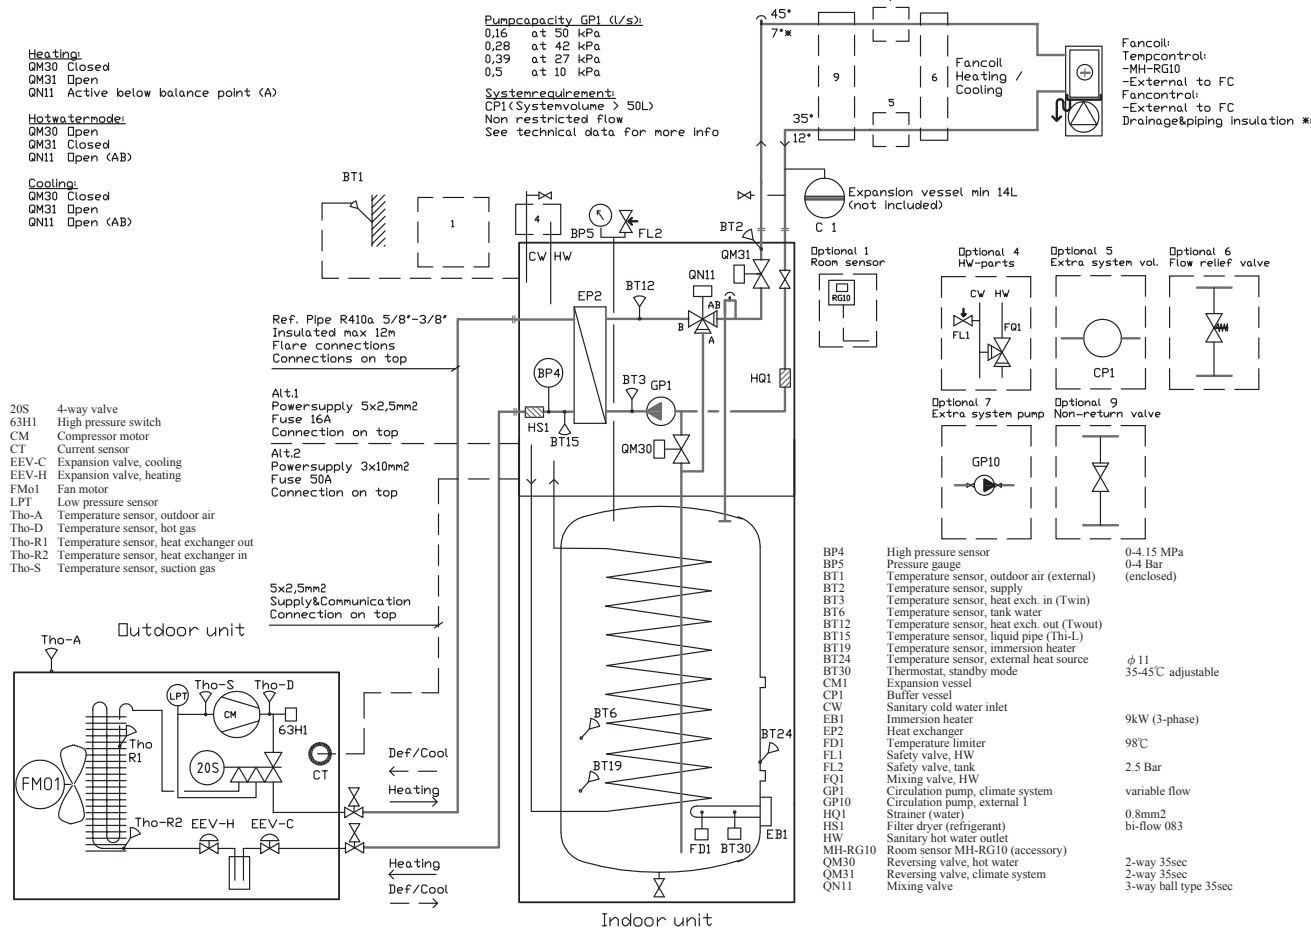 Pumpcapacity GP1 (l/s):
0,16 at 50 kPa
0,28 at 42 kPa
0,39 at 27 kPa
0,5 at 10 kPa
Systemrequirement:
CP1(Systemvolume > 50L)
Non restricted flow
See technical data for more info
Heating:
QM30 Closed
QM31 Open
QN11 Active below balance point (A)
Hotwatermode:
QM30 Open
QM31 Closed
QN11 Open (AB)
Cooling:
QM30 Closed
QM31 Open
QN11 Open (AB)
45°
7°*
35°
12°
9
5
6
Fancoil
Heating /
Cooling
Fancoil:
Tempcontrol:
-MH-RG10
-External to FC
Fancontrol:
-External to FC
Drainage&piping insulation *
Expansion vessel min 14L
(not included)
C 1
BT1
1
4
BP5
FL2
CW HW
BT2
QM31
QN11
BT12
EP2
AB
B
A
BP4
BT3
GP1
HQ1
HS1
BT15
QM30
Optional 1
Room sensor
RG10
Optional 4
HW-parts
CW HW
FL1
FQ1
Optional 5
Extra system vol.
CP1
Optional 6
Flow relief valve
Optional 7
Extra system pump
GP10
Optional 9
Non-return valve
Ref. Pipe R410a 5/8"-3/8"
Insulated max 12m
Flare connections
Connections on top
Alt.1
Powersupply 5x2,5mm2
Fuse 16A
Connection on top
Alt.2
Powersupply 3x10mm2
Fuse 50A
Connection on top
5x2,5mm2
Supply&Communication
Connection on top
20S 4-way valve
63H1 High pressure switch
CM Compressor motor
CT Current sensor
EEV-C Expansion valve, cooling
EEV-H Expansion valve, heating
FMo1 Fan motor
LPT Low pressure sensor
Tho-A Temperature sensor, outdoor air
Tho-D Temperature sensor, hot gas
Tho-R1 Temperature sensor, heat exchanger out
Tho-R2 Temperature sensor, heat exchanger in
Tho-S Temperature sensor, suction gas
Outdoor unit
Tho-A
LPT
Tho-S
Tho-D
CM
63H1
Tho
R1
20S
CT
FMO1
Tho-R2
EEV-H
EEV-C
Def/Cool
Heating
Heating
Def/Cool
BT6
BT19
BT24
FD1
BT30
EB1
Indoor unit
BP4 High pressure sensor 0-4.15 MPa
BP5 Pressure gauge 0-4 Bar
BT1 Temperature sensor, outdoor air (external) (enclosed)
BT2 Temperature sensor, supply
BT3 Temperature sensor, heat exch. in (Twin)
BT6 Temperature sensor, tank water
BT12 Temperature sensor, heat exch. out (Twout)
BT15 Temperature sensor, liquid pipe (Thi-L)
BT19 Temperature sensor, immersion heater
BT24 Temperature sensor, external heat source ϕ 11
BT30 Thermostat, standby mode 35-45℃ adjustable
CM1 Expansion vessel
CP1 Buffer vessel
CW Sanitary cold water inlet
EB1 Immersion heater 9kW (3-phase)
EP2 Heat exchanger
FD1 Temperature limiter 98℃
FL1 Safety valve, HW
FL2 Safety valve, tank 2.5 Bar
FQ1 Mixing valve, HW
GP1 Circulation pump, climate system variable flow
GP10 Circulation pump, external 1
HQ1 Strainer (water) 0.8mm2
HS1 Filter dryer (refrigerant) bi-flow 083
HW Sanitary hot water outlet
MH-RG10 Room sensor MH-RG10 (accessory)
QM30 Reversing valve, hot water 2-way 35sec
QM31 Reversing valve, climate system 2-way 35sec
QN11 Mixing valve 3-way ball type 35sec